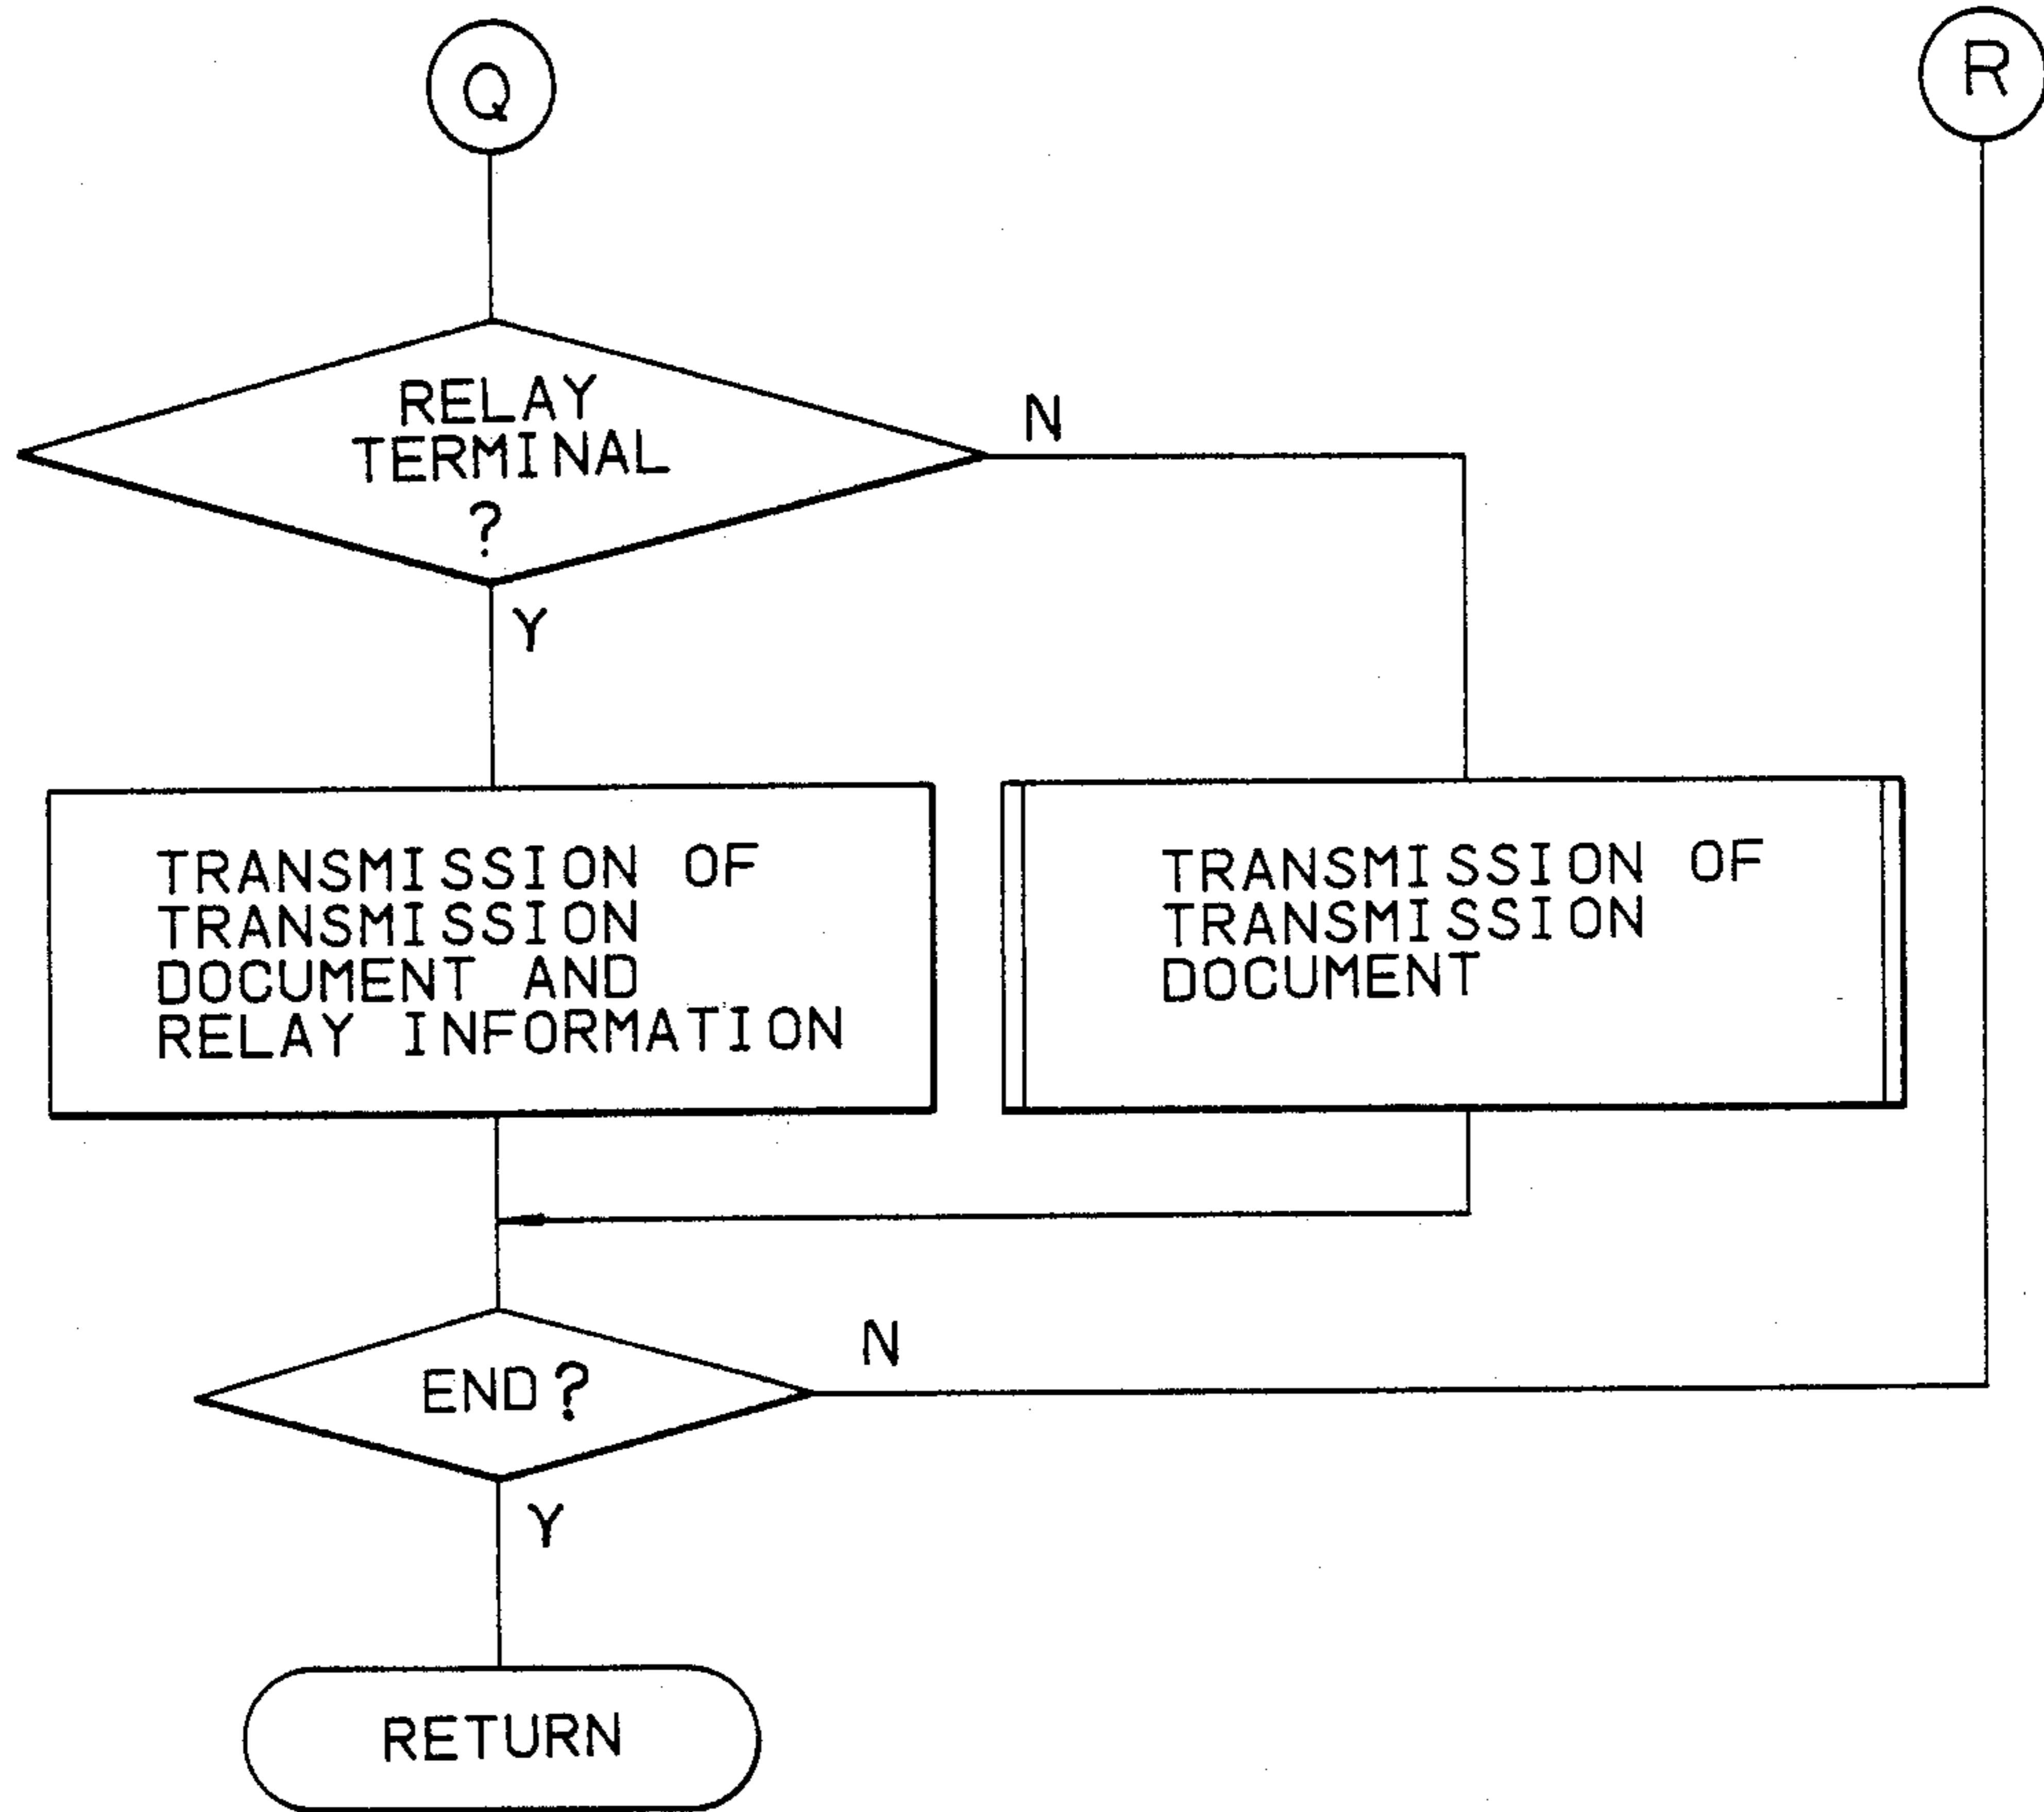 Q
R
RELAY
TERMINAL
?
N
Y
TRANSMISSION OF
TRANSMISSION
DOCUMENT AND
RELAY INFORMATION
TRANSMISSION OF
TRANSMISSION
DOCUMENT
END?
N
Y
RETURN